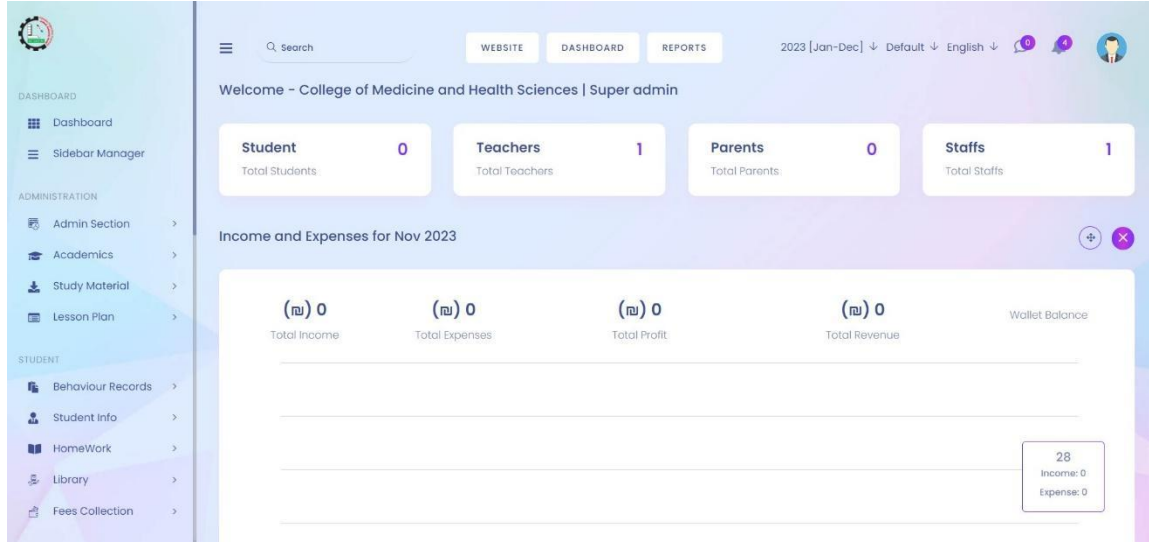 Search
WEBSITE
DASHBOARD
REPORTS
2023 [Jan-Dec]
Default
English
0
4
DASHBOARD
Dashboard
Sidebar Manager
ADMINISTRATION
Admin Section
Academics
Study Material
Lesson Plan
STUDENT
Behaviour Records
Student Info
HomeWork
Library
Fees Collection
Welcome - College of Medicine and Health Sciences | Super admin
Student 0
Total Students
Teachers 1
Total Teachers
Parents 0
Total Parents
Staffs 1
Total Staffs
Income and Expenses for Nov 2023
(₪) 0
Total Income
(₪) 0
Total Expenses
(₪) 0
Total Profit
(₪) 0
Total Revenue
Wallet Balance
28
Income: 0
Expense: 0